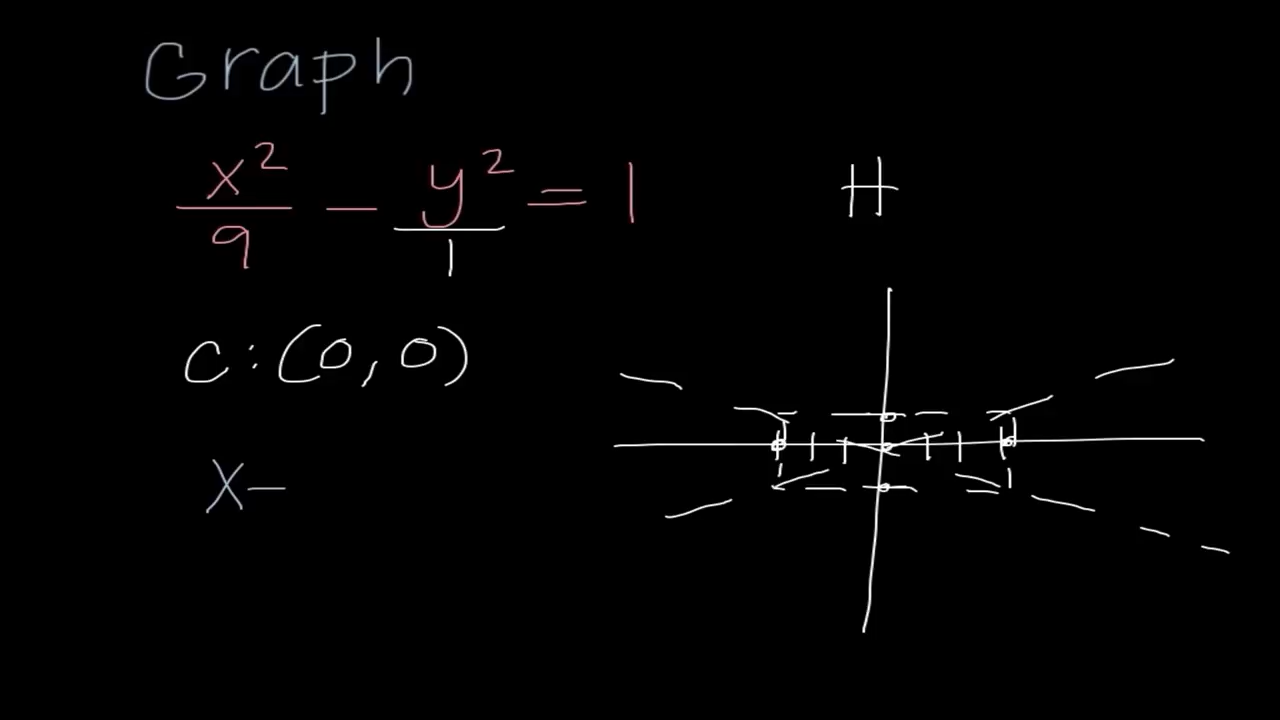 Graph
x²/9 - y²/1 = 1
H
C: (0, 0)
X-